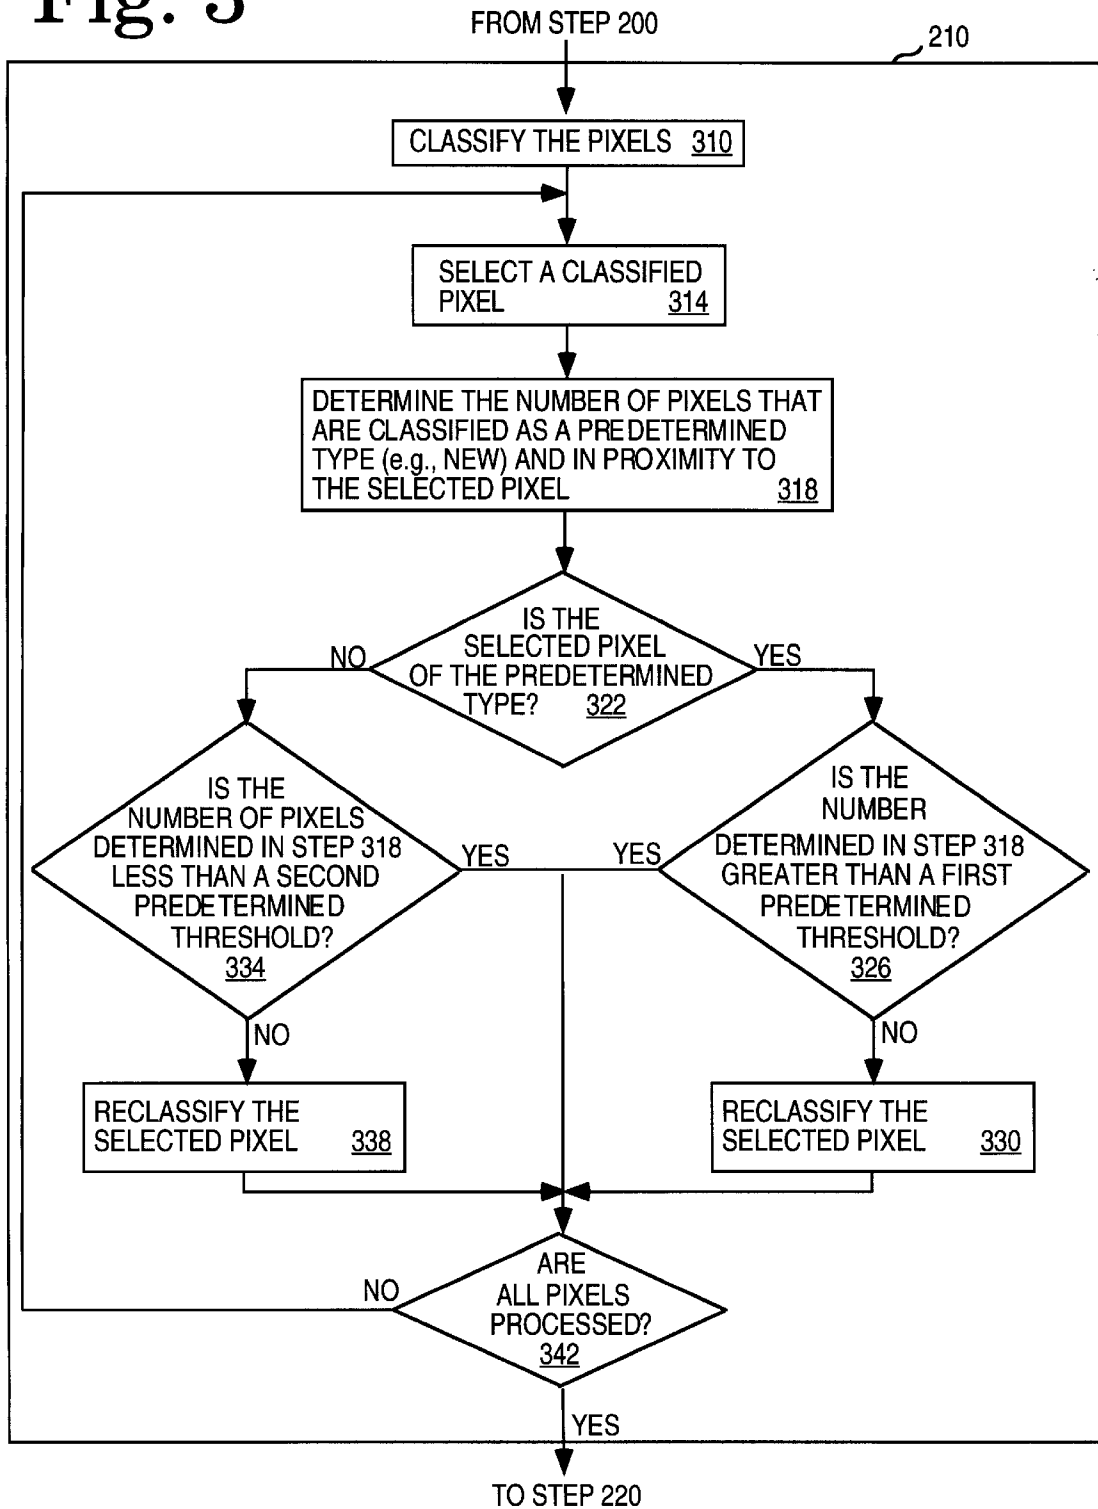 Fig. 3
FROM STEP 200
210
CLASSIFY THE PIXELS 310
SELECT A CLASSIFIED
PIXEL 314
DETERMINE THE NUMBER OF PIXELS THAT
ARE CLASSIFIED AS A PREDETERMINED
TYPE (e.g., NEW) AND IN PROXIMITY TO
THE SELECTED PIXEL 318
IS THE
SELECTED PIXEL
OF THE PREDETERMINED
TYPE? 322
NO
YES
IS THE
NUMBER OF PIXELS
DETERMINED IN STEP 318
LESS THAN A SECOND
PREDETERMINED
THRESHOLD?
334
YES
YES
IS THE
NUMBER
DETERMINED IN STEP 318
GREATER THAN A FIRST
PREDETERMINED
THRESHOLD?
326
NO
NO
RECLASSIFY THE
SELECTED PIXEL 338
RECLASSIFY THE
SELECTED PIXEL 330
NO
ARE
ALL PIXELS
PROCESSED?
342
YES
TO STEP 220